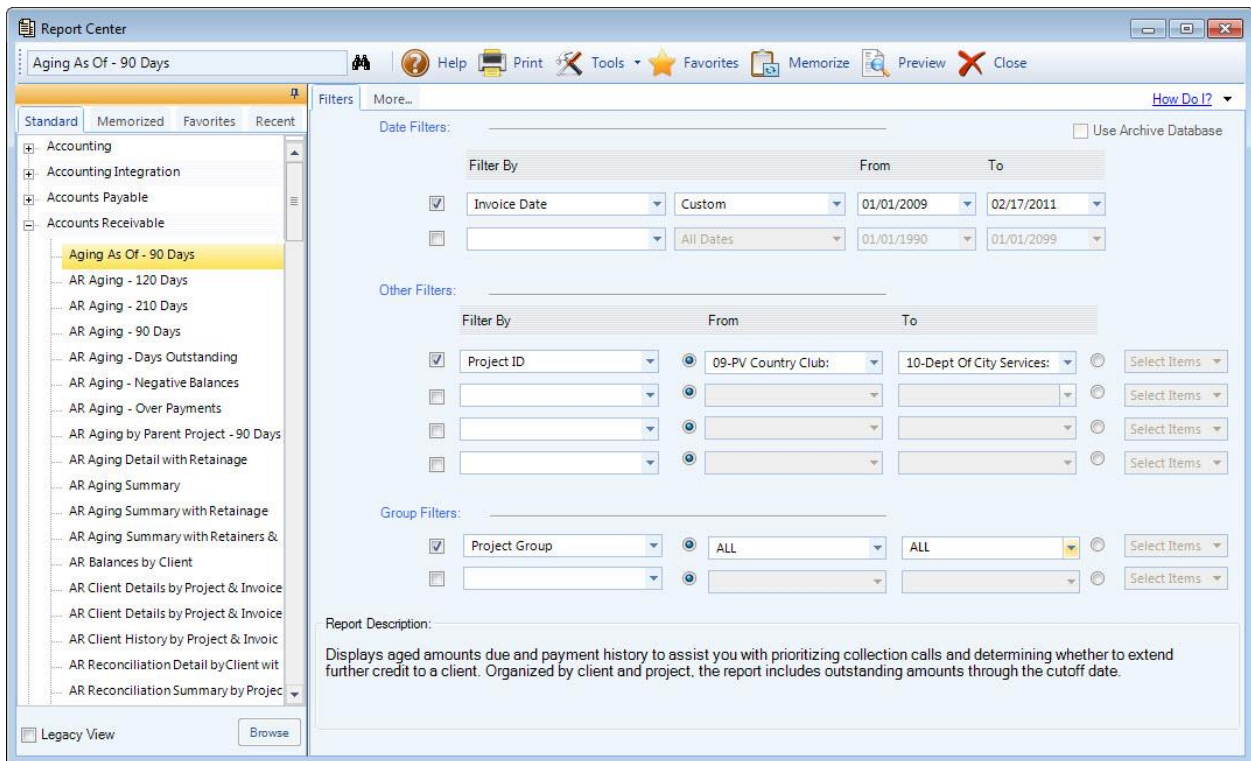 Report Center
Aging As Of - 90 Days
Help Print Tools Favorites Memorize Preview Close
Standard Memorized Favorites Recent
Accounting
Accounting Integration
Accounts Payable
Accounts Receivable
Aging As Of - 90 Days
AR Aging - 120 Days
AR Aging - 210 Days
AR Aging - 90 Days
AR Aging - Days Outstanding
AR Aging - Negative Balances
AR Aging - Over Payments
AR Aging by Parent Project - 90 Days
AR Aging Detail with Retainage
AR Aging Summary
AR Aging Summary with Retainage
AR Aging Summary with Retainers &
AR Balances by Client
AR Client Details by Project & Invoice
AR Client Details by Project & Invoice
AR Client History by Project & Invoic
AR Reconciliation Detail by Client wit
AR Reconciliation Summary by Projec
Legacy View Browse
Filters More... How Do I?
Date Filters: Use Archive Database
Filter By From To
Invoice Date Custom 01/01/2009 02/17/2011
All Dates 01/01/1990 01/01/2099
Other Filters:
Filter By From To
Project ID 09-PV Country Club: 10-Dept Of City Services: Select Items
Select Items
Select Items
Select Items
Group Filters:
Project Group ALL ALL Select Items
Select Items
Report Description:
Displays aged amounts due and payment history to assist you with prioritizing collection calls and determining whether to extend
further credit to a client. Organized by client and project, the report includes outstanding amounts through the cutoff date.